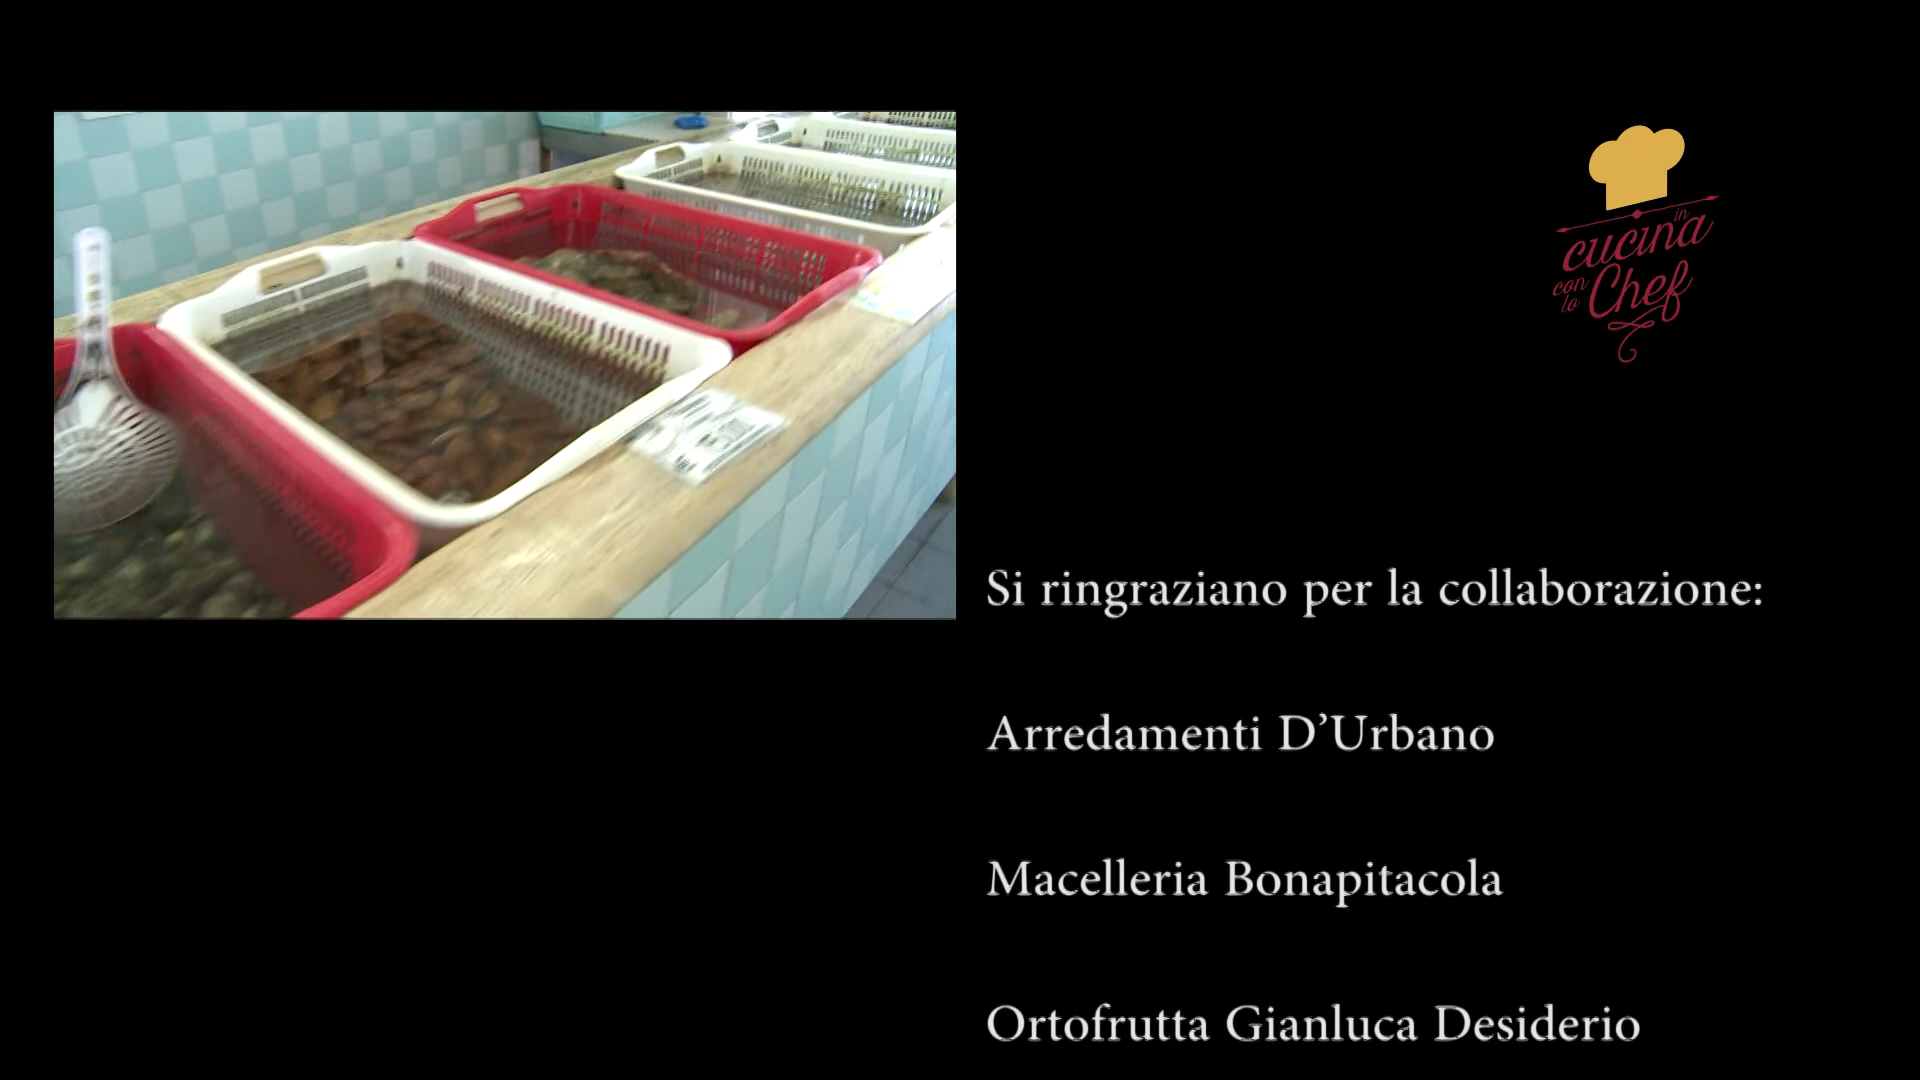 in
cucina
con
lo
Chef
Si ringraziano per la collaborazione:
Arredamenti D’Urbano
Macelleria Bonapitacola
Ortofrutta Gianluca Desiderio